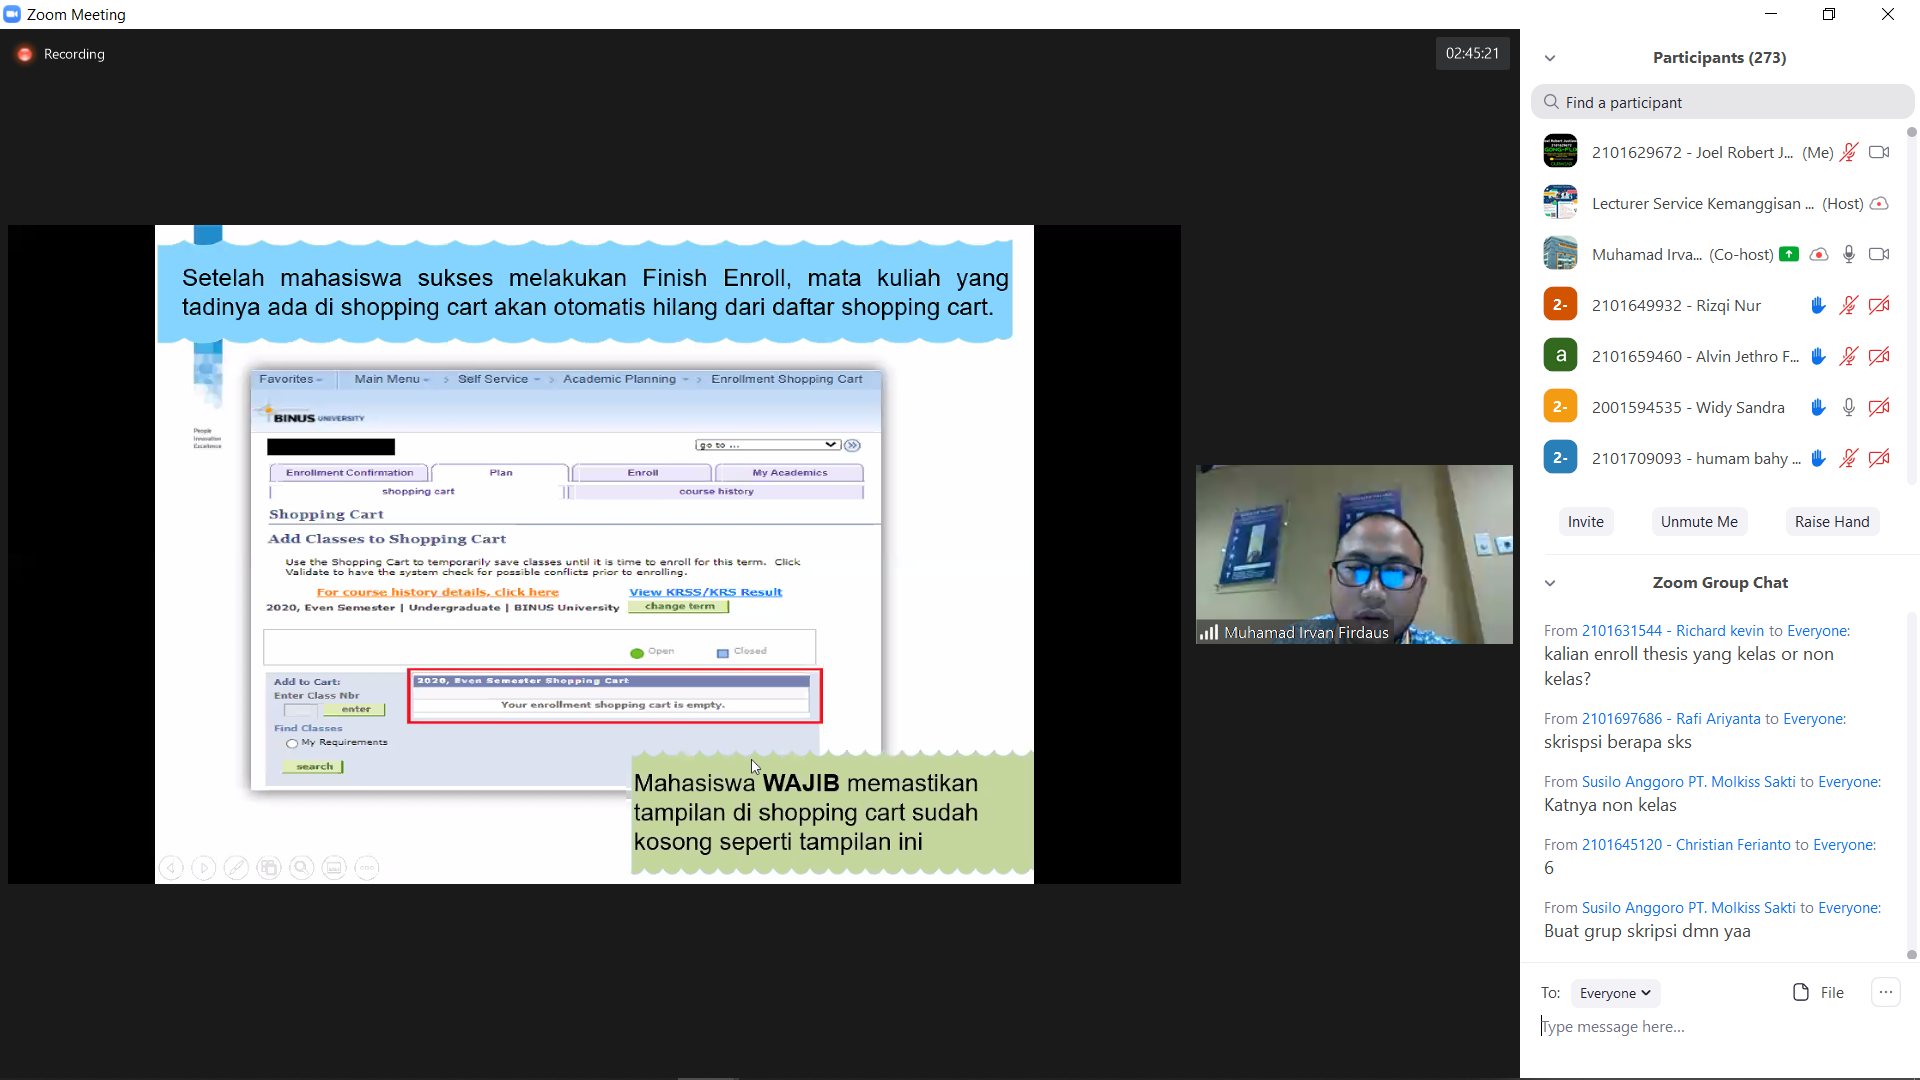 Zoom Meeting
Recording
02:45:21
Setelah mahasiswa sukses melakukan Finish Enroll, mata kuliah yang
tadinya ada di shopping cart akan otomatis hilang dari daftar shopping cart.
People
Innovation
Excellence
Favorites
Main Menu > Self Service > Academic Planning > Enrollment Shopping Cart
BINUS UNIVERSITY
go to ...
Enrollment Confirmation
Plan
Enroll
My Academics
shopping cart
course history
Shopping Cart
Add Classes to Shopping Cart
Use the Shopping Cart to temporarily save classes until it is time to enroll for this term. Click
Validate to have the system check for possible conflicts prior to enrolling.
For course history details, click here
View KRSS/KRS Result
2020, Even Semester | Undergraduate | BINUS University
change term
Open
Closed
Add to Cart:
Enter Class Nbr
enter
Find Classes
My Requirements
search
2020, Even Semester Shopping Cart
Your enrollment shopping cart is empty.
Mahasiswa WAJIB memastikan
tampilan di shopping cart sudah
kosong seperti tampilan ini
Muhamad Irvan Firdaus
Participants (273)
Find a participant
2101629672 - Joel Robert J... (Me)
Lecturer Service Kemanggisan ... (Host)
Muhamad Irva... (Co-host)
2- 2101649932 - Rizqi Nur
a 2101659460 - Alvin Jethro F...
2- 2001594535 - Widy Sandra
2- 2101709093 - humam bahy ...
Invite
Unmute Me
Raise Hand
Zoom Group Chat
From 2101631544 - Richard kevin to Everyone:
kalian enroll thesis yang kelas or non
kelas?
From 2101697686 - Rafi Ariyanta to Everyone:
skrispsi berapa sks
From Susilo Anggoro PT. Molkiss Sakti to Everyone:
Katnya non kelas
From 2101645120 - Christian Ferianto to Everyone:
6
From Susilo Anggoro PT. Molkiss Sakti to Everyone:
Buat grup skripsi dmn yaa
To: Everyone
File
Type message here...